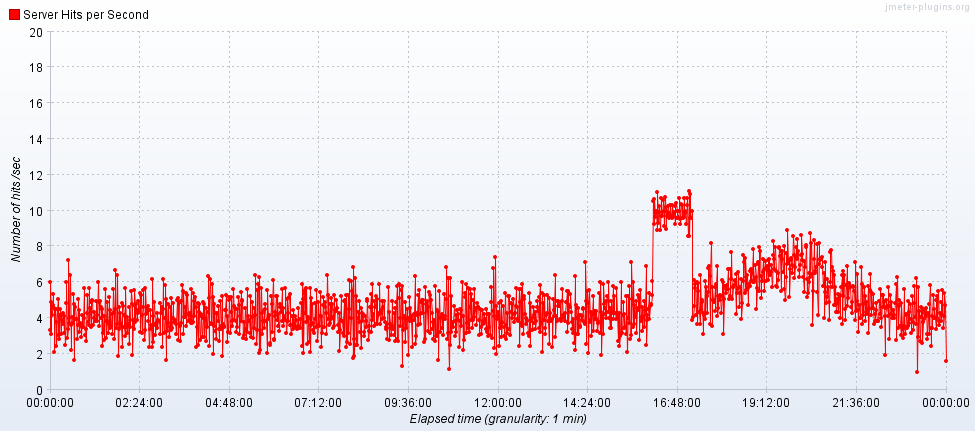 jmeter-plugins.org
Server Hits per Second
20
18
16
14
12
10
8
6
4
2
0
Number of hits /sec
00:00:00 02:24:00 04:48:00 07:12:00 09:36:00 12:00:00 14:24:00 16:48:00 19:12:00 21:36:00 00:00:00
Elapsed time (granularity: 1 min)